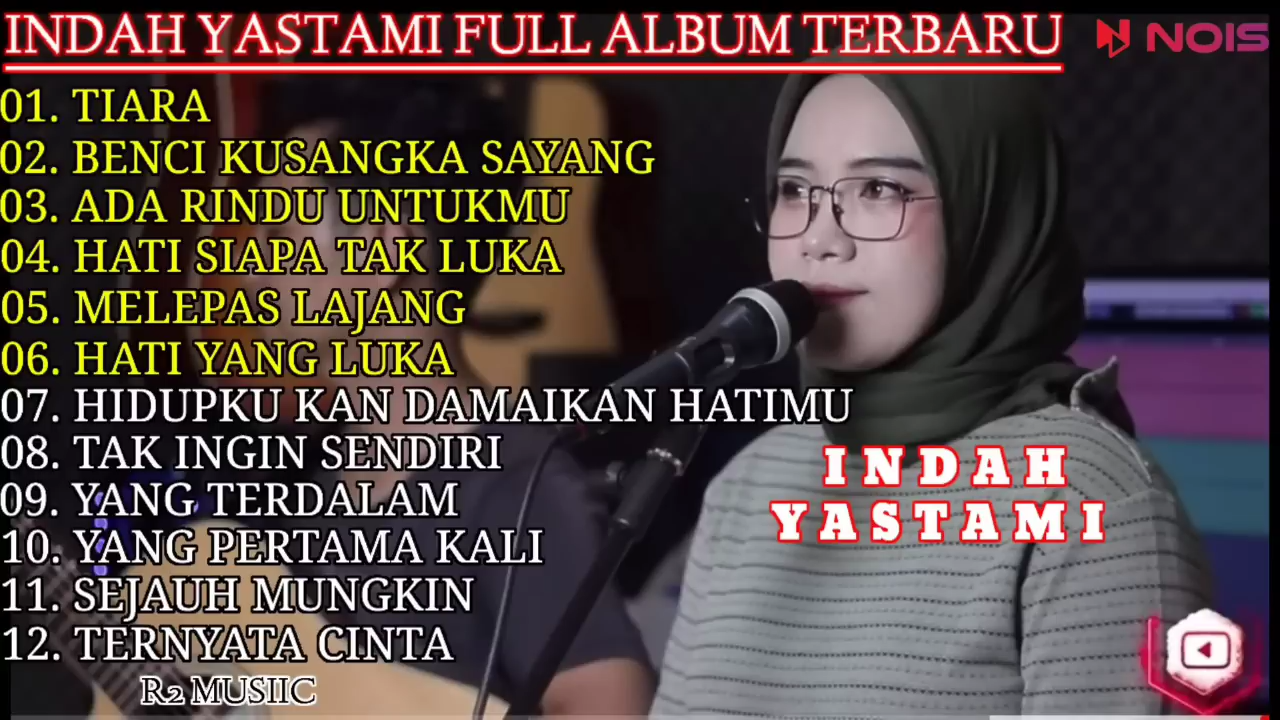 INDAH YASTAMI FULL ALBUM TERBARU
NOIS
01. TIARA
02. BENCI KUSANGKA SAYANG
03. ADA RINDU UNTUKMU
04. HATI SIAPA TAK LUKA
05. MELEPAS LAJANG
06. HATI YANG LUKA
07. HIDUPKU KAN DAMAIKAN HATIMU
08. TAK INGIN SENDIRI
09. YANG TERDALAM
10. YANG PERTAMA KALI
11. SEJAUH MUNGKIN
12. TERNYATA CINTA
INDAH
YASTAMI
R2 MUSIIC